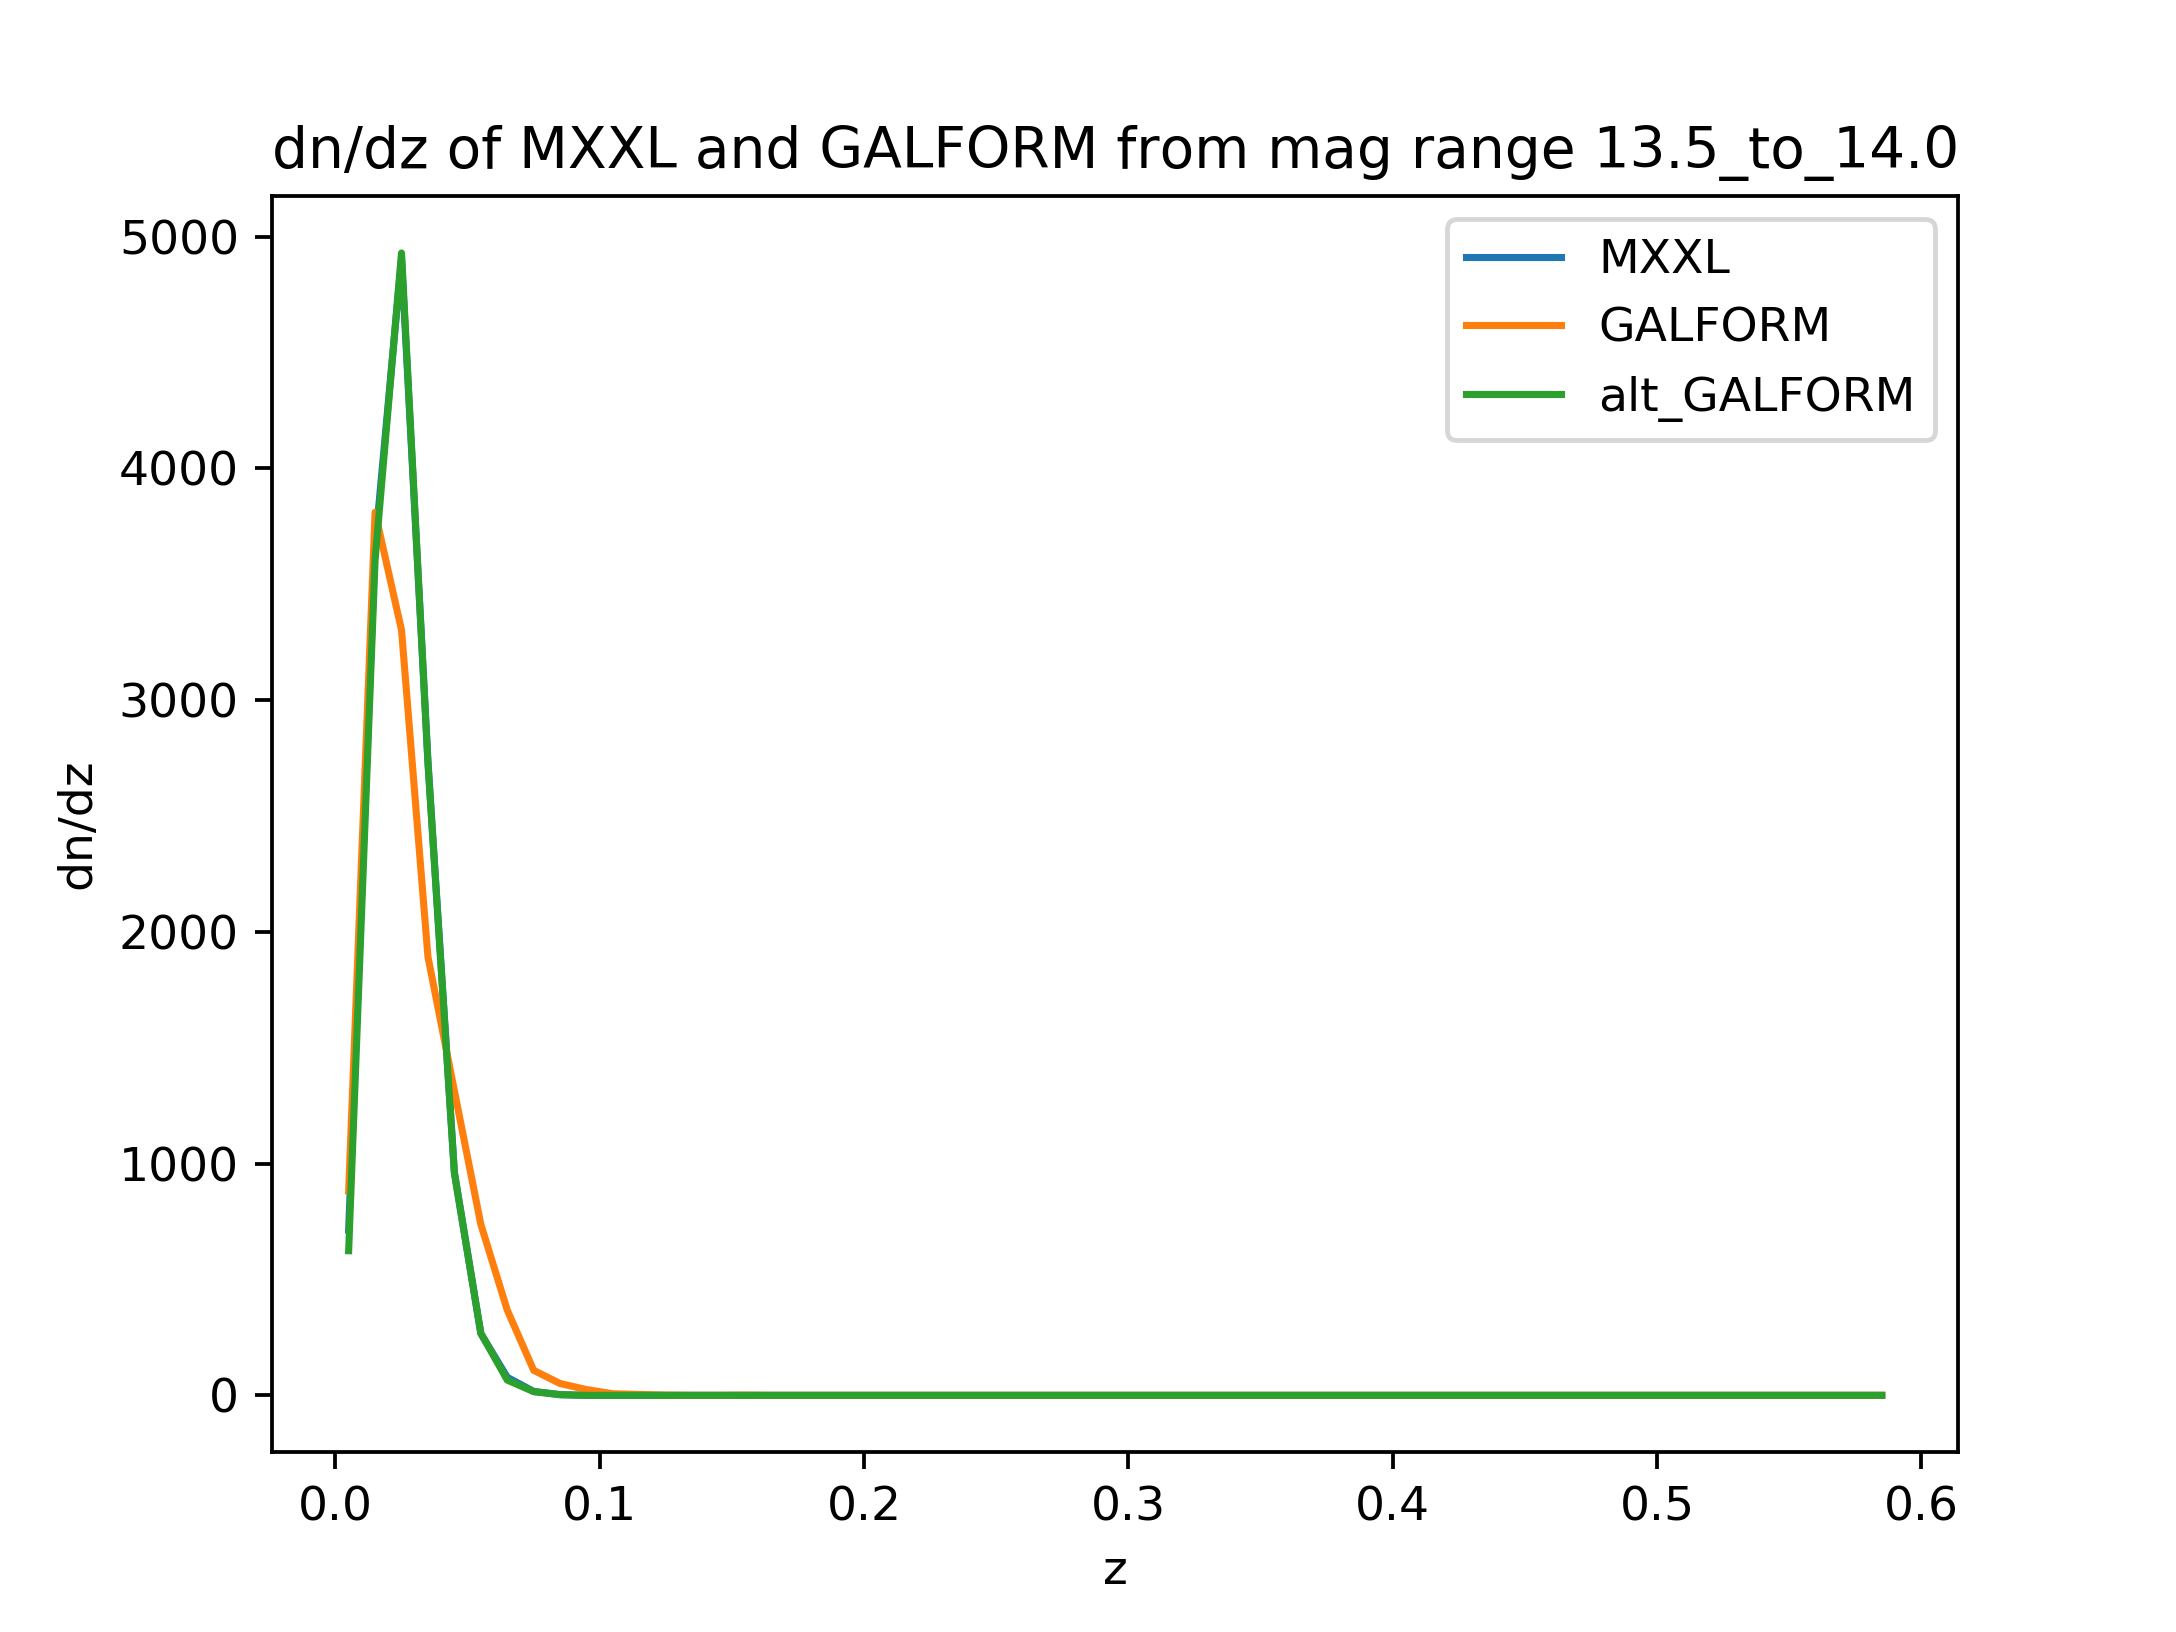 dn/dz of MXXL and GALFORM from mag range 13.5_to_14.0
MXXL
GALFORM
alt_GALFORM
dn/dz
5000
4000
3000
2000
1000
0
0.0 0.1 0.2 0.3 0.4 0.5 0.6
z